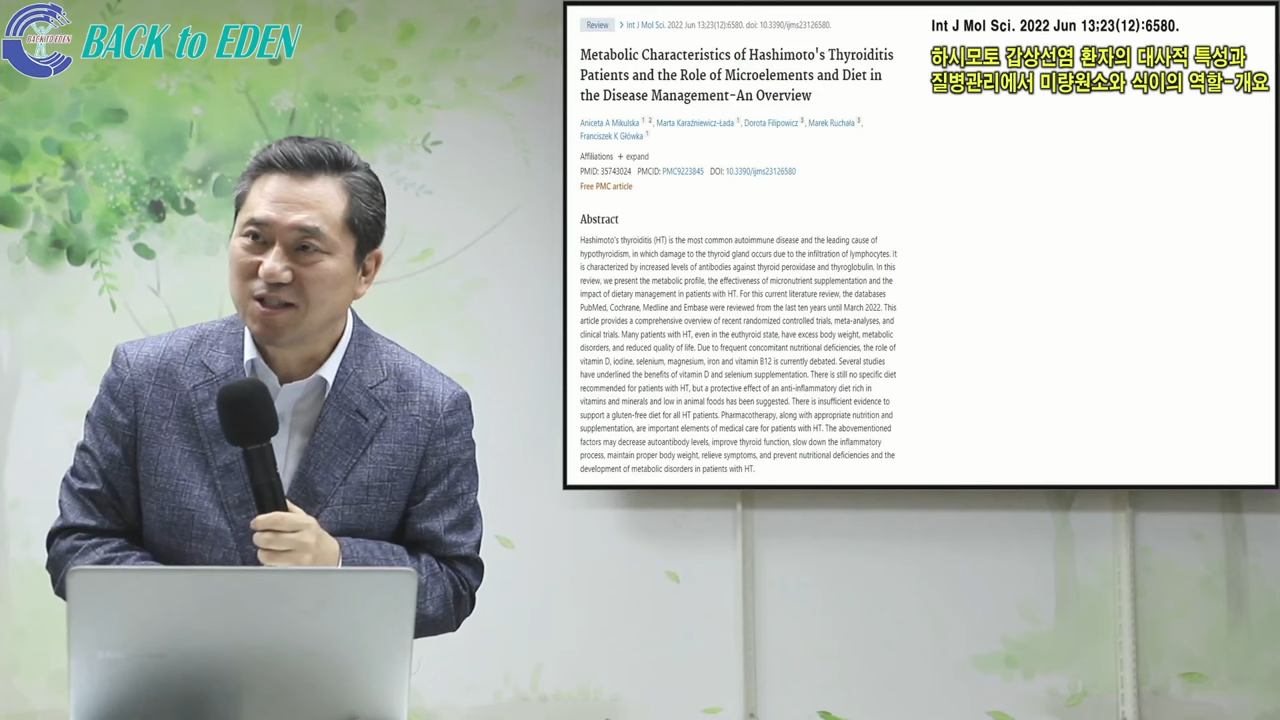 BACK to EDEN
BACK to EDEN
Review
Int J Mol Sci. 2022 Jun 13;23(12):6580. doi: 10.3390/ijms23126580.
Metabolic Characteristics of Hashimoto's Thyroiditis
Patients and the Role of Microelements and Diet in
the Disease Management-An Overview
Aniceta A Mikulska 1 2, Marta Karaźniewicz-Łada 1, Dorota Filipowicz 3, Marek Ruchała 3,
Franciszek K Główka 1
Affiliations + expand
PMID: 35743024 PMCID: PMC9223845 DOI: 10.3390/ijms23126580
Free PMC article
Abstract
Hashimoto's thyroiditis (HT) is the most common autoimmune disease and the leading cause of
hypothyroidism, in which damage to the thyroid gland occurs due to the infiltration of lymphocytes. It
is characterized by increased levels of antibodies against thyroid peroxidase and thyroglobulin. In this
review, we present the metabolic profile, the effectiveness of micronutrient supplementation and the
impact of dietary management in patients with HT. For this current literature review, the databases
PubMed, Cochrane, Medline and Embase were reviewed from the last ten years until March 2022. This
article provides a comprehensive overview of recent randomized controlled trials, meta-analyses, and
clinical trials. Many patients with HT, even in the euthyroid state, have excess body weight, metabolic
disorders, and reduced quality of life. Due to frequent concomitant nutritional deficiencies, the role of
vitamin D, iodine, selenium, magnesium, iron and vitamin B12 is currently debated. Several studies
have underlined the benefits of vitamin D and selenium supplementation. There is still no specific diet
recommended for patients with HT, but a protective effect of an anti-inflammatory diet rich in
vitamins and minerals and low in animal foods has been suggested. There is insufficient evidence to
support a gluten-free diet for all HT patients. Pharmacotherapy, along with appropriate nutrition and
supplementation, are important elements of medical care for patients with HT. The abovementioned
factors may decrease autoantibody levels, improve thyroid function, slow down the inflammatory
process, maintain proper body weight, relieve symptoms, and prevent nutritional deficiencies and the
development of metabolic disorders in patients with HT.
Int J Mol Sci. 2022 Jun 13;23(12):6580.
하시모토 갑상선염 환자의 대사적 특성과
질병관리에서 미량원소와 식이의 역할-개요